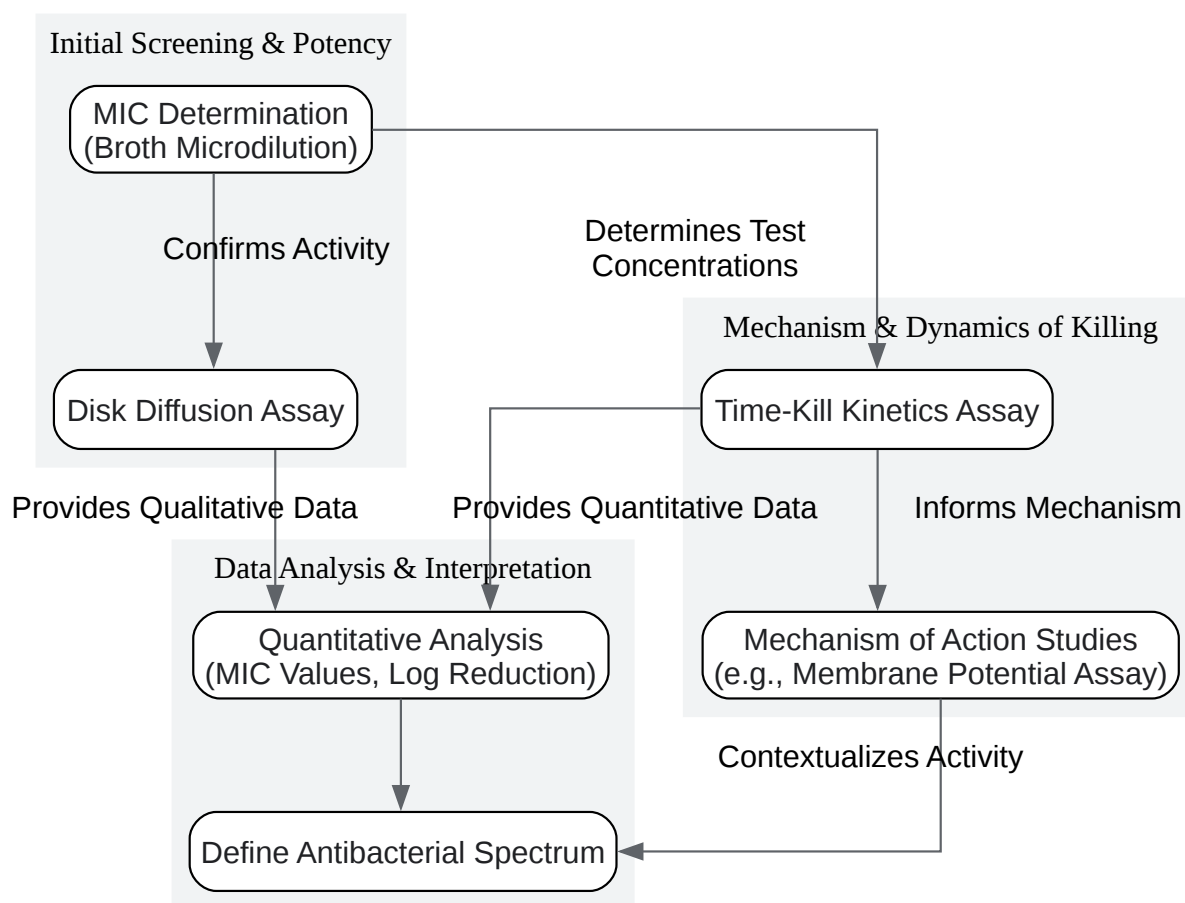 Initial Screening & Potency
MIC Determination
(Broth Microdilution)
Confirms Activity
Determines Test
Concentrations
Mechanism & Dynamics of Killing
Disk Diffusion Assay
Time-Kill Kinetics Assay
Provides Qualitative Data
Provides Quantitative Data
Informs Mechanism
Data Analysis & Interpretation
Quantitative Analysis
(MIC Values, Log Reduction)
Mechanism of Action Studies
(e.g., Membrane Potential Assay)
Contextualizes Activity
Define Antibacterial Spectrum